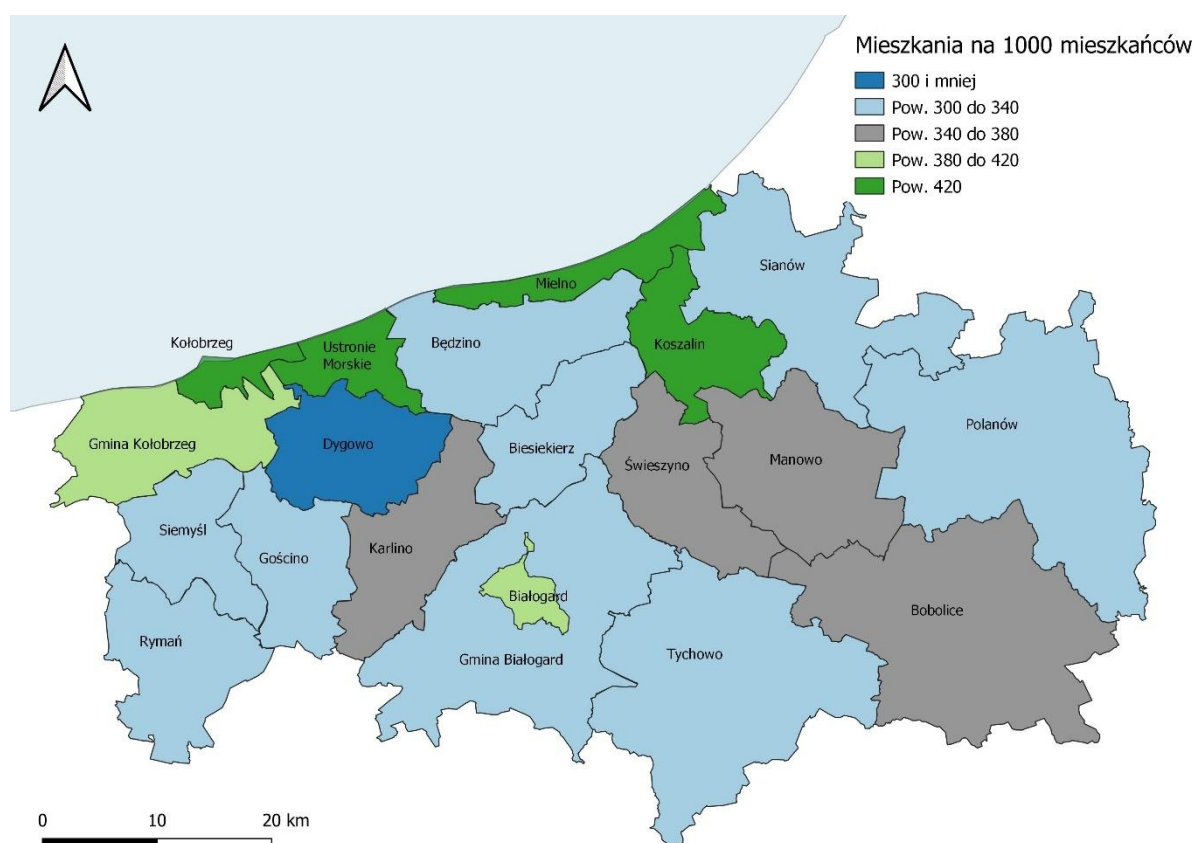 Mieszkania na 1000 mieszkańców
300 i mniej
Pow. 300 do 340
Pow. 340 do 380
Pow. 380 do 420
Pow. 420
Sianów
Mielno
Kołobrzeg
Ustronie
Morskie
Będzino
Koszalin
Polanów
Gmina Kołobrzeg
Dygowo
Biesiekierz
Świeszyno
Manowo
Siemyśl
Gościno
Karlino
Białogard
Bobolice
Rymań
Gmina Białogard
Tychowo
0 10 20 km